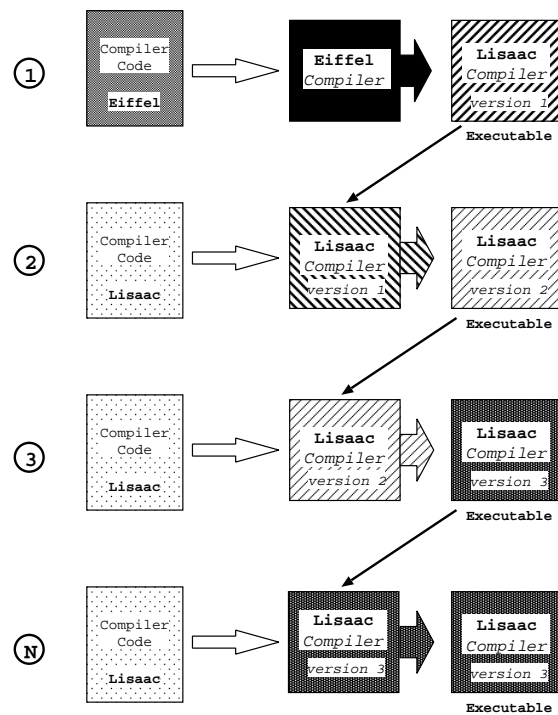 1
Compiler
Code
Eiffel
Eiffel
Compiler
Lisaac
Compiler
version 1
Executable
2
Compiler
Code
Lisaac
Lisaac
Compiler
version 1
Lisaac
Compiler
version 2
Executable
3
Compiler
Code
Lisaac
Lisaac
Compiler
version 2
Lisaac
Compiler
version 3
Executable
N
Compiler
Code
Lisaac
Lisaac
Compiler
version 3
Lisaac
Compiler
version 3
Executable